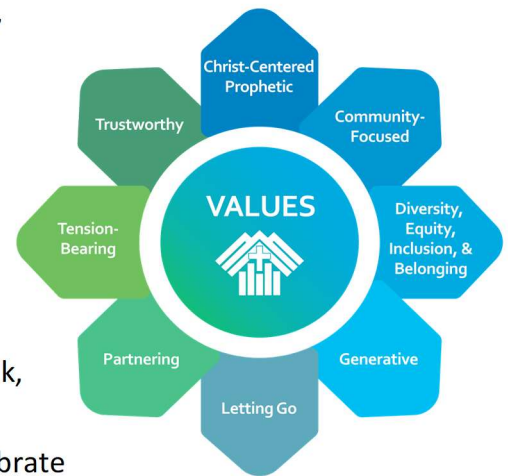 VALUES
Christ-Centered
Prophetic
Community-
Focused
Diversity,
Equity,
Inclusion, &
Belonging
Generative
Letting Go
Partnering
Tension-
Bearing
Trustworthy